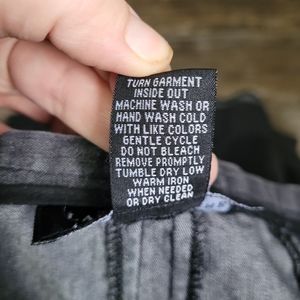 TURN GARMENT
INSIDE OUT
MACHINE WASH OR
HAND WASH COLD
WITH LIKE COLORS
GENTLE CYCLE
DO NOT BLEACH
REMOVE PROMPTLY
TUMBLE DRY LOW
WARM IRON
WHEN NEEDED
OR DRY CLEAN